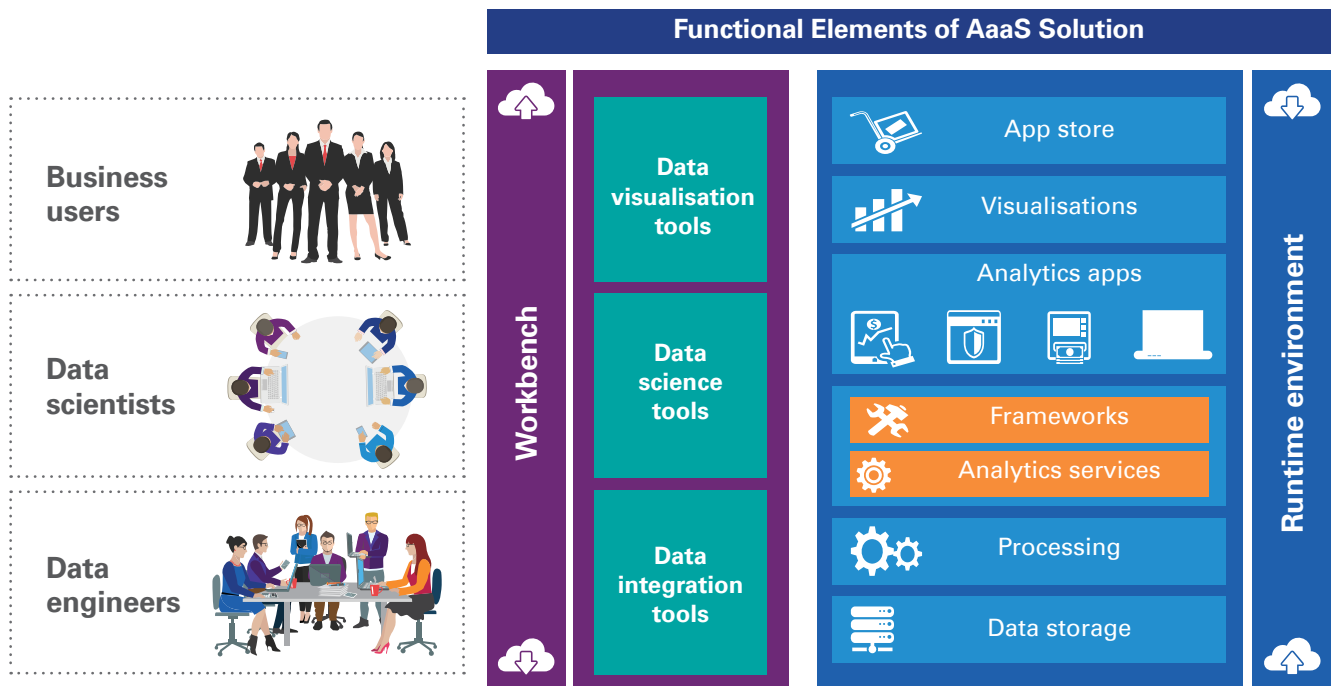 Functional Elements of AaaS Solution
Business
users
Data
scientists
Data
engineers
Workbench
Data
visualisation
tools
Data
science
tools
Data
integration
tools
App store
Visualisations
Analytics apps
$
Frameworks
Analytics services
Processing
Data storage
Runtime environment